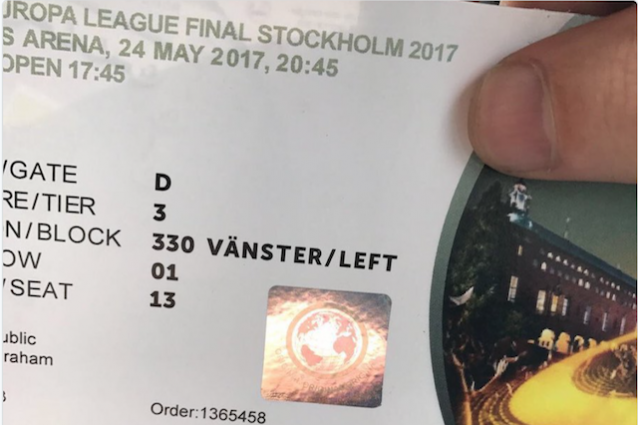 UROPA LEAGUE FINAL STOCKHOLM 2017
S ARENA, 24 MAY 2017, 20:45
OPEN 17:45
/GATE D
RE/TIER 3
N/BLOCK 330 VÄNSTER/LEFT
OW 01
/SEAT 13
ublic
raham
Order:1365458